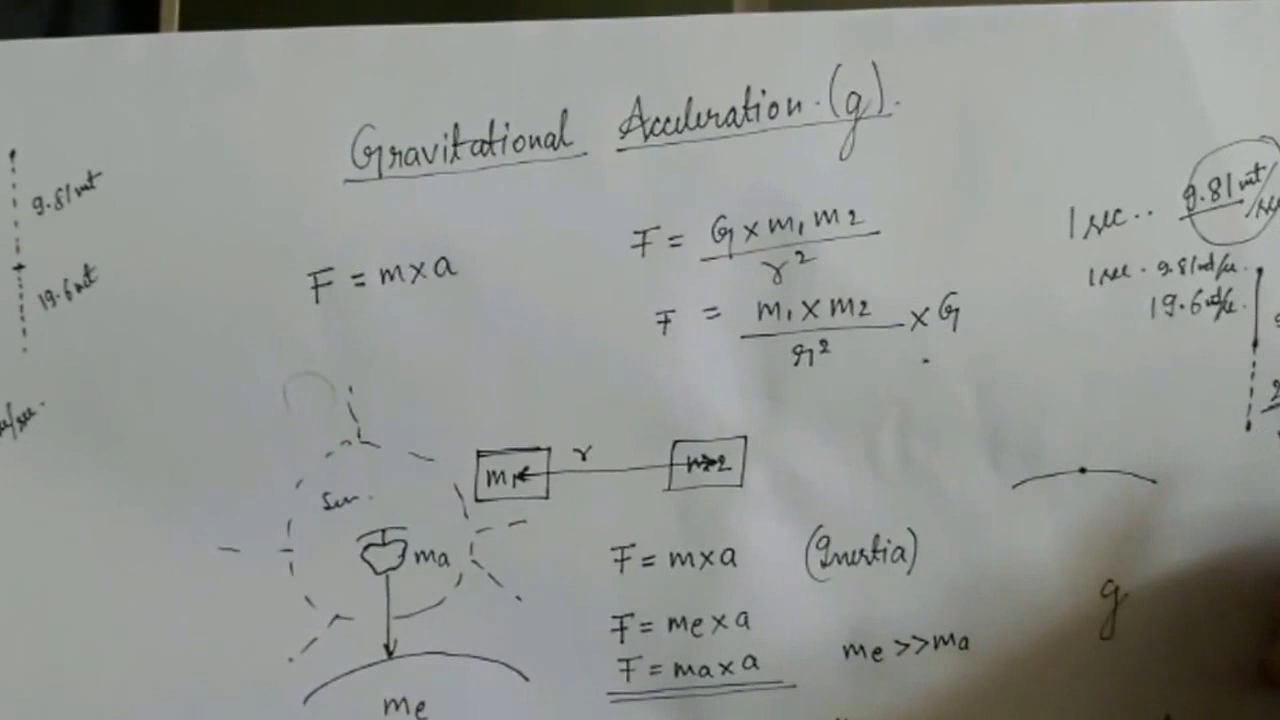 Gravitational Acceleration. (g).
9.81mt
19.6mt
F = m×a
F = G×m₁m₂ / r²
F = m₁×m₂ / r² × G
1 sec.. 9.81mt/sec
1sec. 9.81mt/sec.
19.6mt/sec.
m₁
r
m2
Sun.
ma
F = m×a (Inertia)
g
F = me×a
F = ma×a
me>>ma
me